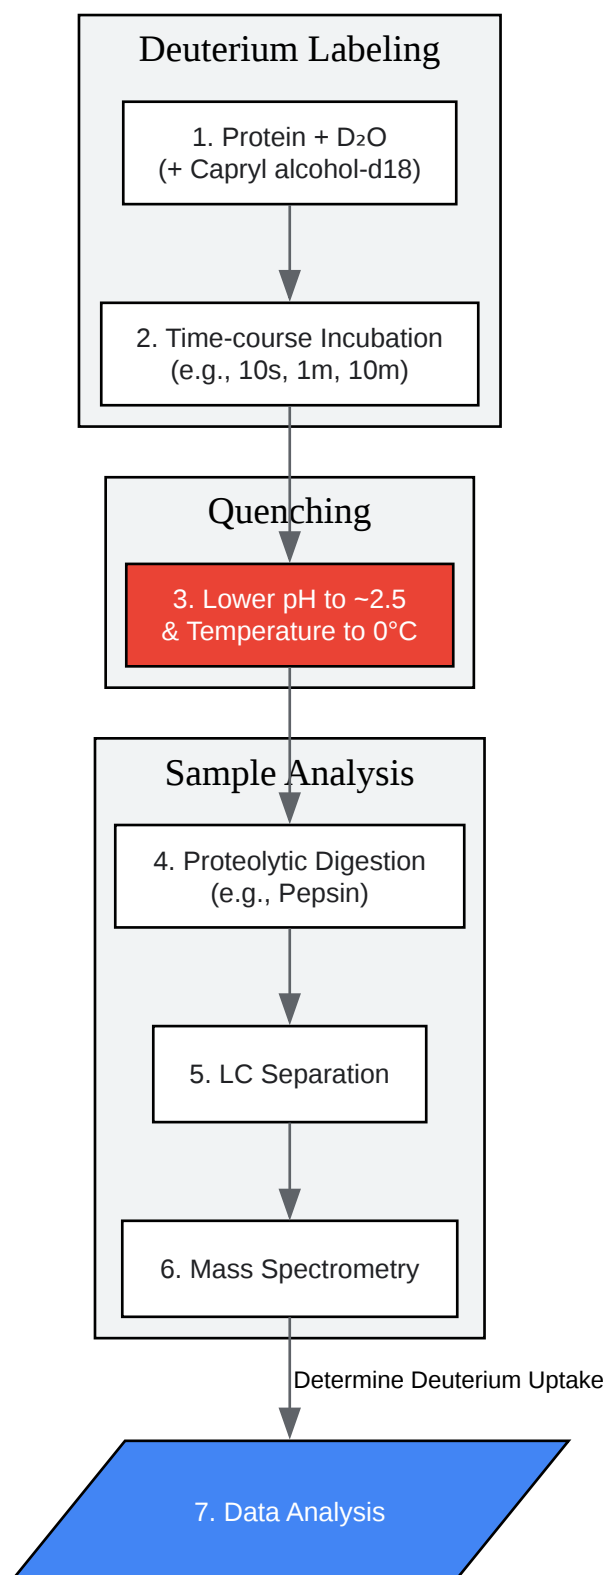 Deuterium Labeling
1. Protein + D₂O
(+ Capryl alcohol-d18)
2. Time-course Incubation
(e.g., 10s, 1m, 10m)
Quenching
3. Lower pH to ~2.5
& Temperature to 0°C
Sample Analysis
4. Proteolytic Digestion
(e.g., Pepsin)
5. LC Separation
6. Mass Spectrometry
Determine Deuterium Uptake
7. Data Analysis